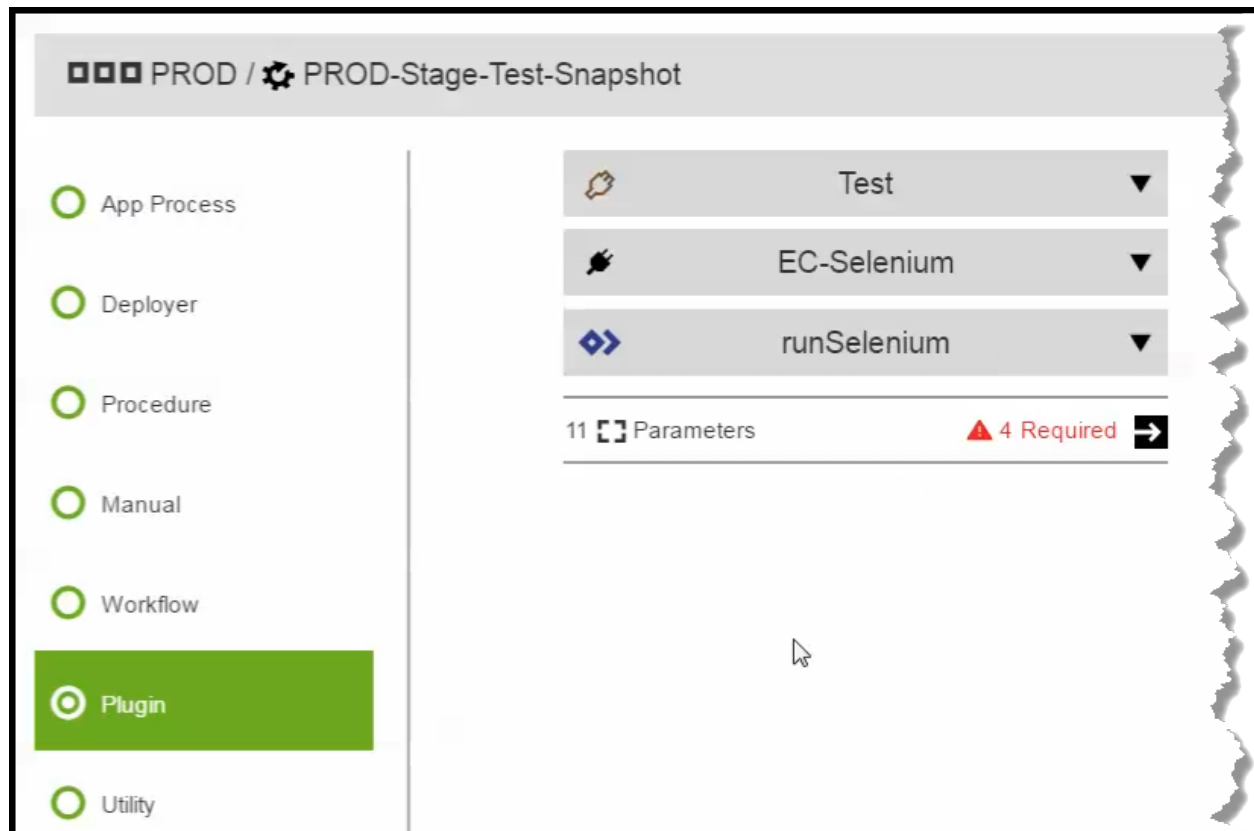 PROD / PROD-Stage-Test-Snapshot
App Process
Deployer
Procedure
Manual
Workflow
Plugin
Utility
Test
EC-Selenium
runSelenium
11 Parameters
4 Required